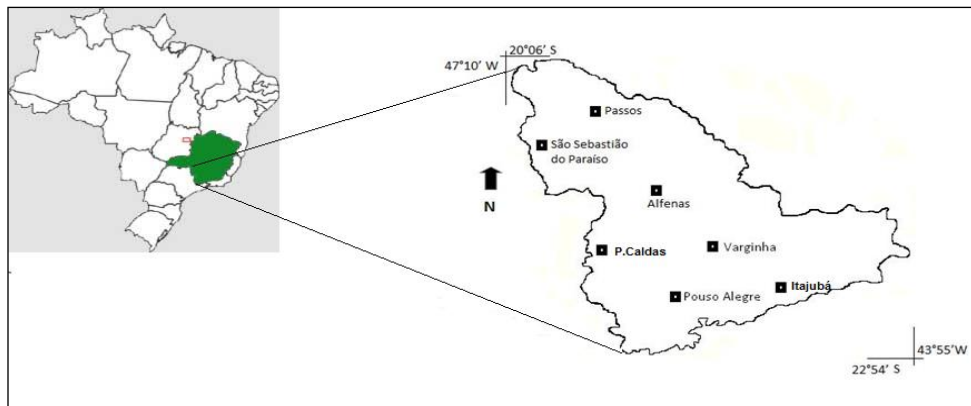 20°06' S
47°10' W
Passos
São Sebastião
do Paraíso
N
Alfenas
P.Caldas
Varginha
Itajubá
Pouso Alegre
43°55'W
22°54' S